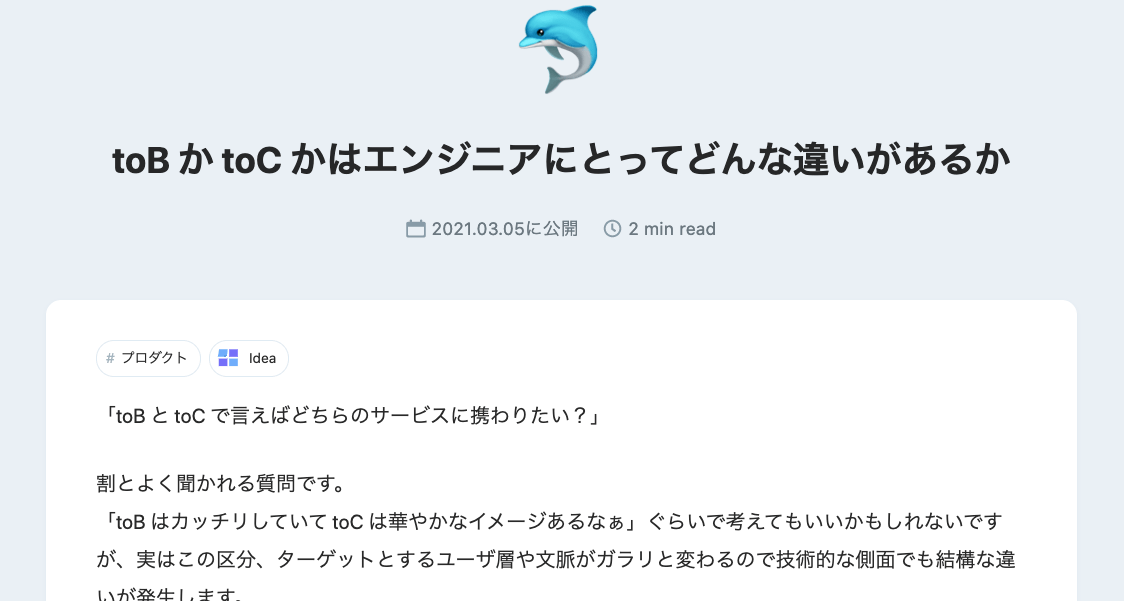 toB か toC かはエンジニアにとってどんな違いがあるか
2021.03.05に公開 2 min read
# プロダクト Idea
「toB と toC で言えばどちらのサービスに携わりたい？」
割とよく聞かれる質問です。
「toB はカッチリしていて toC は華やかなイメージあるなぁ」ぐらいで考えてもいいかもしれないです
が、実はこの区分、ターゲットとするユーザ層や文脈がガラリと変わるので技術的な側面でも結構な違
いが発生します。